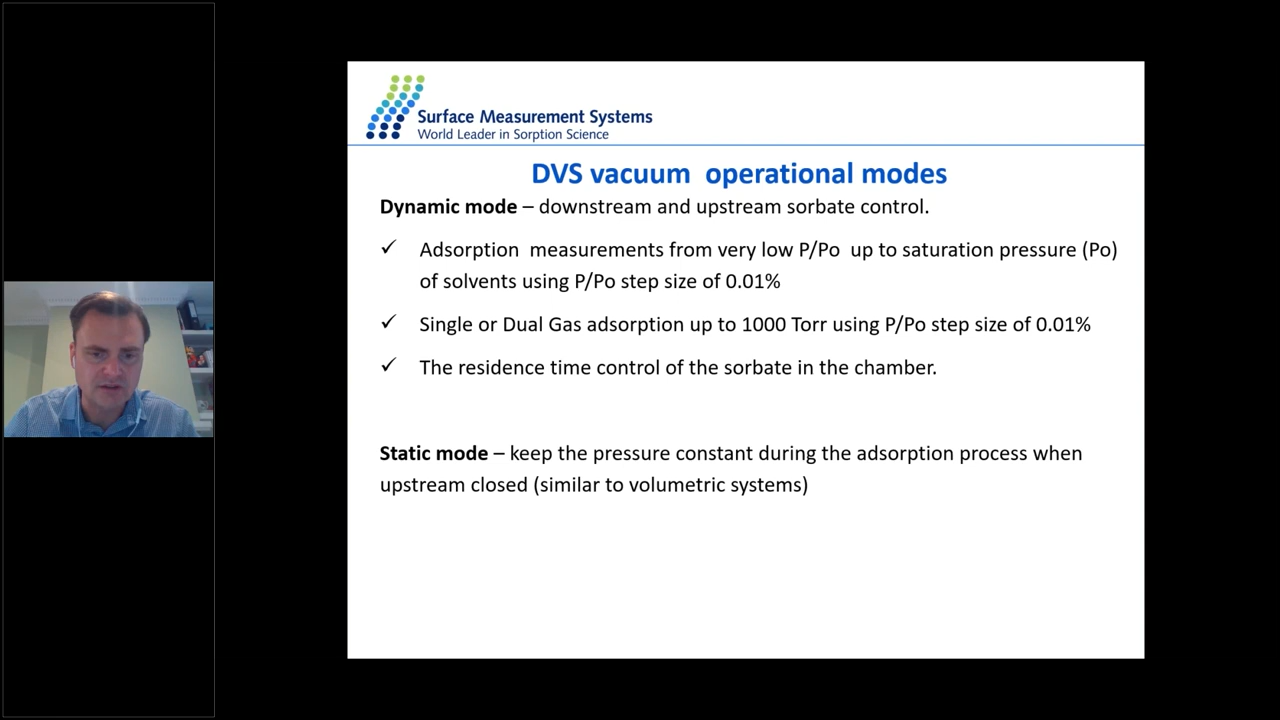 Surface Measurement Systems
World Leader in Sorption Science
DVS vacuum  operational modes
Dynamic mode – downstream and upstream sorbate control.
✓ Adsorption  measurements from very low P/Po  up to saturation pressure (Po)
of solvents using P/Po step size of 0.01%
✓ Single or Dual Gas adsorption up to 1000 Torr using P/Po step size of 0.01%
✓ The residence time control of the sorbate in the chamber.
Static mode – keep the pressure constant during the adsorption process when
upstream closed (similar to volumetric systems)